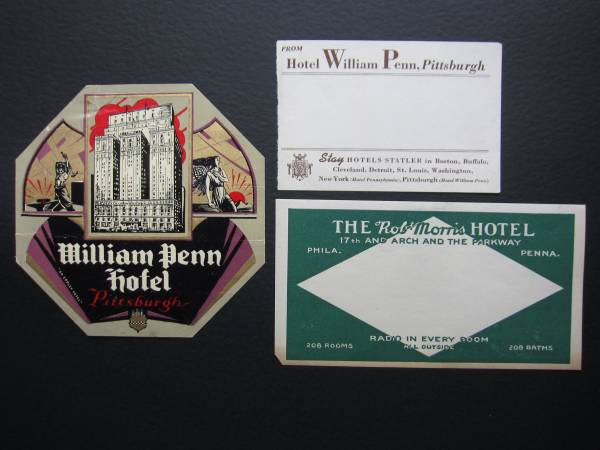 William Penn
Hotel
Pittsburgh
FROM
Hotel William Penn, Pittsburgh
Stay HOTELS STATLER in Boston, Buffalo,
Cleveland, Detroit, St. Louis, Washington,
New York (Hotel Pennsylvania), Pittsburgh (Hotel William Penn)
THE Rob't Morris HOTEL
17th AND ARCH AND THE PARKWAY
PHILA. PENNA.
RADIO IN EVERY ROOM
208 ROOMS ALL OUTSIDE 208 BATHS